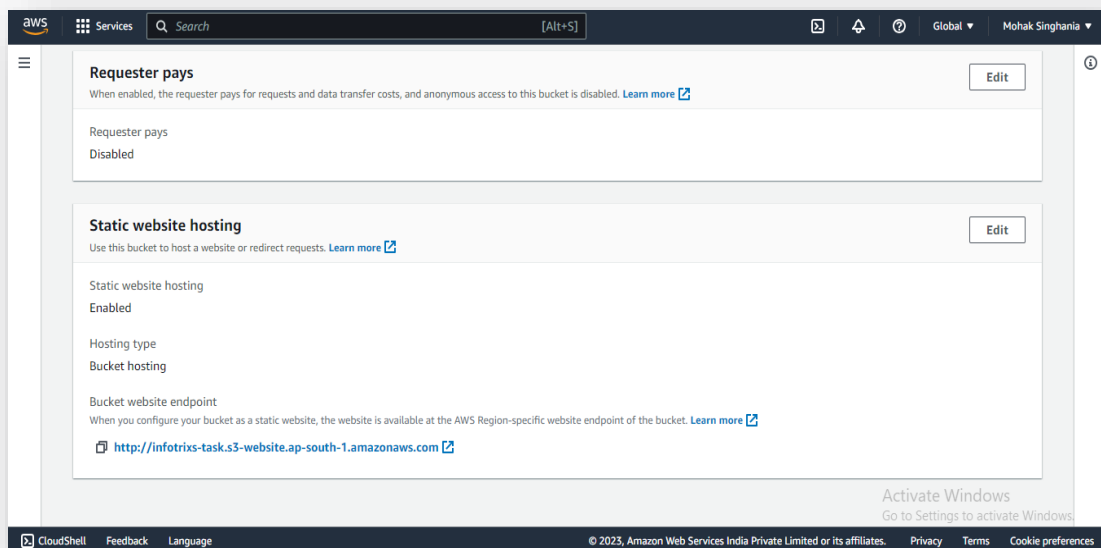 aws
Services
Search
[Alt+S]
Global
Mohak Singhania
Requester pays
Edit
When enabled, the requester pays for requests and data transfer costs, and anonymous access to this bucket is disabled. Learn more
Requester pays
Disabled
Static website hosting
Edit
Use this bucket to host a website or redirect requests. Learn more
Static website hosting
Enabled
Hosting type
Bucket hosting
Bucket website endpoint
When you configure your bucket as a static website, the website is available at the AWS Region-specific website endpoint of the bucket. Learn more
http://infotrixs-task.s3-website.ap-south-1.amazonaws.com
Activate Windows
Go to Settings to activate Windows.
CloudShell
Feedback
Language
© 2023, Amazon Web Services India Private Limited or its affiliates.
Privacy
Terms
Cookie preferences